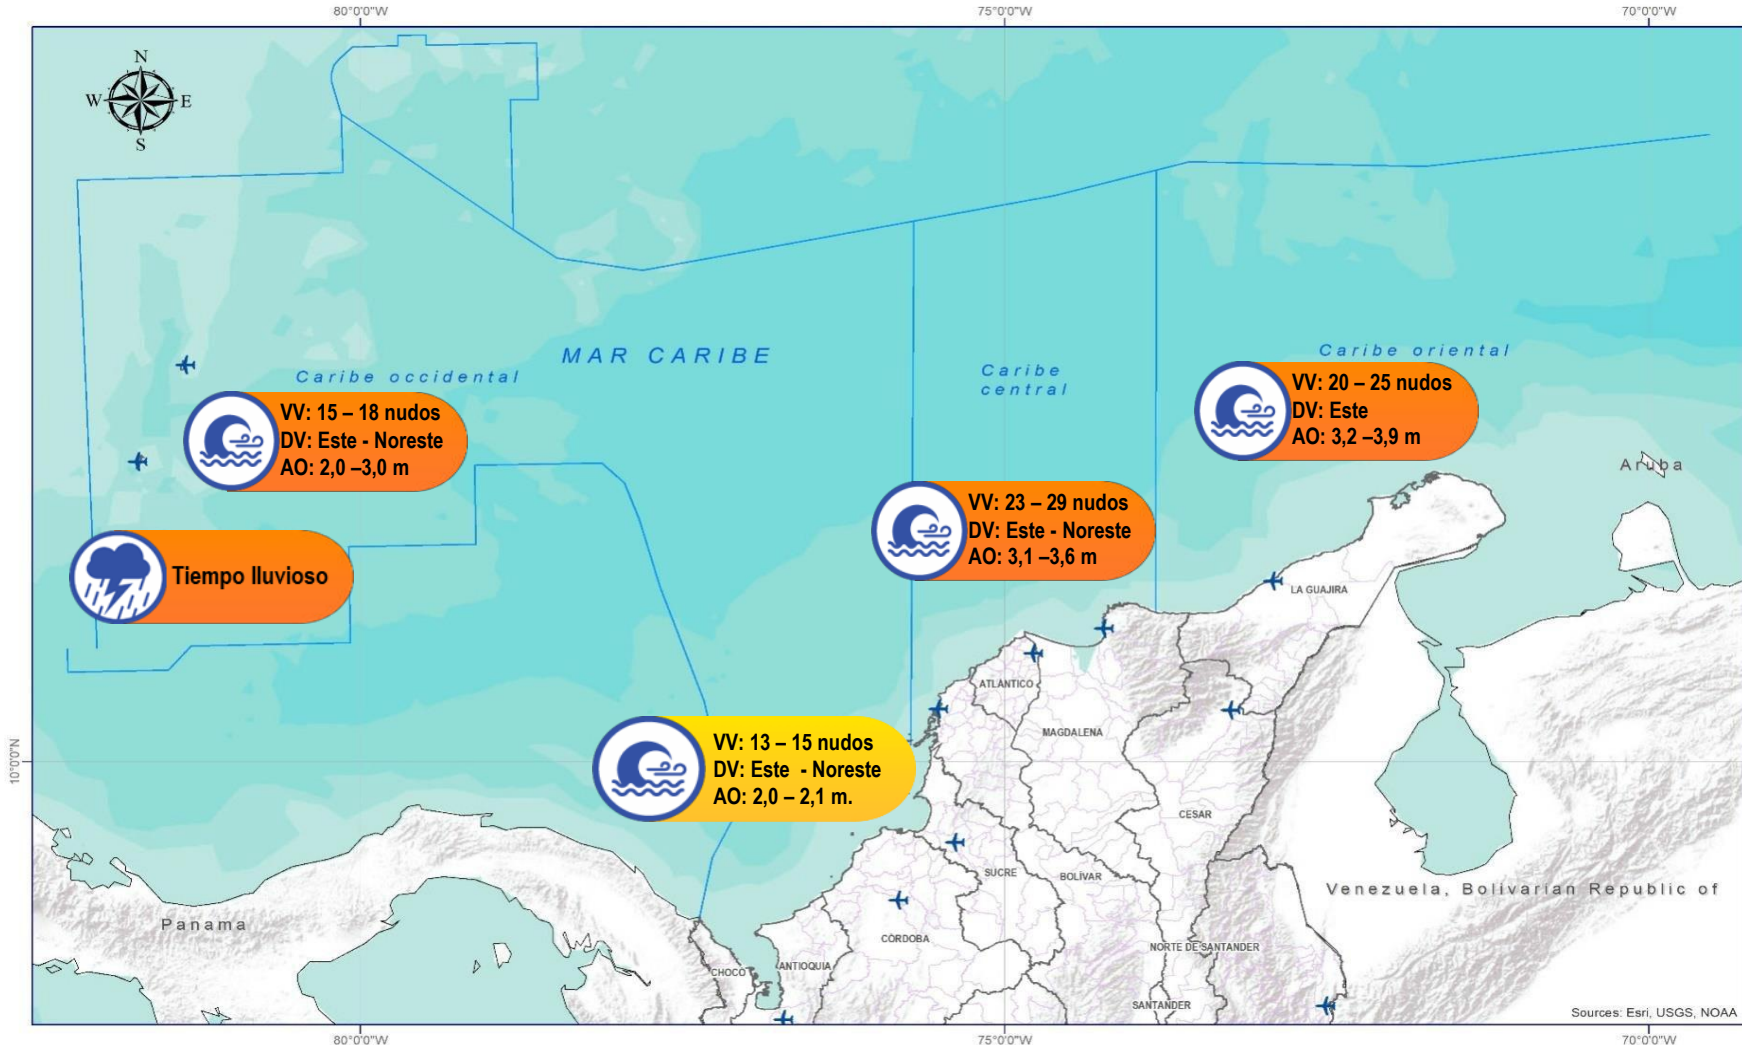 80°0'0"W
75°0'0"W
70°0'0"W
N
W
E
S
MAR CARIBE
Caribe occidental
Caribe
central
Caribe oriental
VV: 20 – 25 nudos
DV: Este
AO: 3,2 –3,9 m
VV: 15 – 18 nudos
DV: Este - Noreste
AO: 2,0 –3,0 m
Aruba
VV: 23 – 29 nudos
DV: Este - Noreste
AO: 3,1 –3,6 m
Tiempo lluvioso
LA GUAJIRA
ATLÁNTICO
MAGDALENA
10°0'0"N
VV: 13 – 15 nudos
DV: Este - Noreste
AO: 2,0 – 2,1 m.
CESAR
SUCRE
BOLÍVAR
Venezuela, Bolivarian Republic of
Panama
CÓRDOBA
NORTE DE SANTANDER
CHOCÓ
ANTIOQUIA
SANTANDER
Sources: Esri, USGS, NOAA
80°0'0"W
75°0'0"W
70°0'0"W